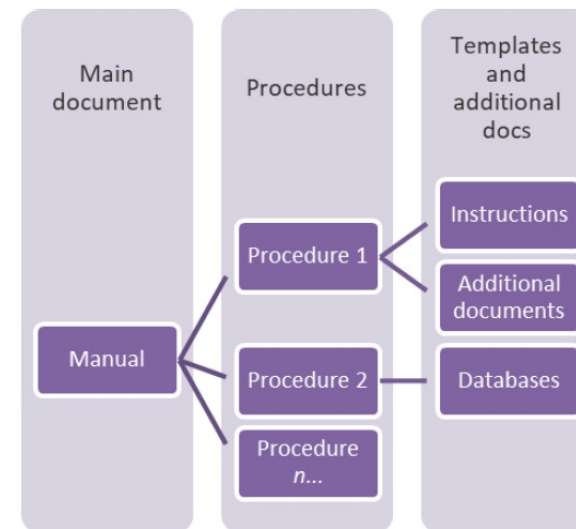 Main
document
Procedures
Templates
and
additional
docs
Manual
Procedure 1
Procedure 2
Procedure
n...
Instructions
Additional
documents
Databases